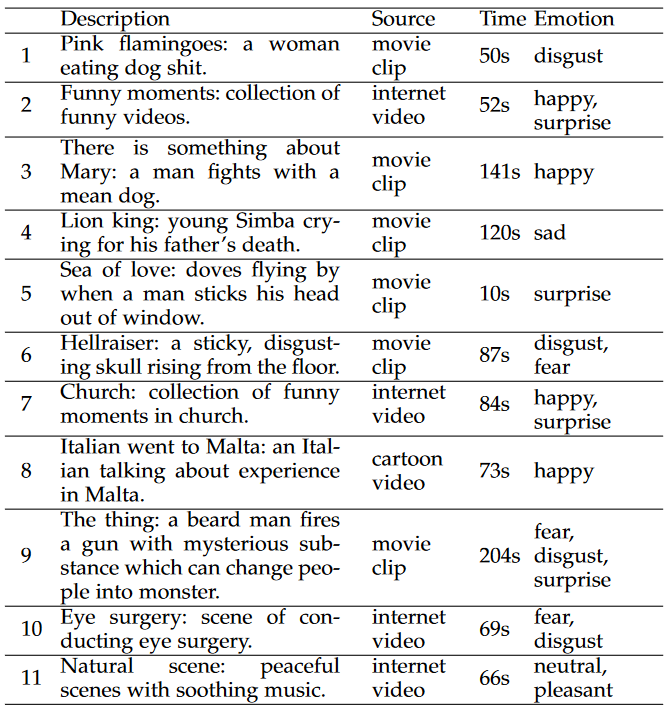 Description Source Time Emotion
1 Pink flamingoes: a woman eating dog shit. movie clip 50s disgust
2 Funny moments: collection of funny videos. internet video 52s happy, surprise
3 There is something about Mary: a man fights with a mean dog. movie clip 141s happy
4 Lion king: young Simba crying for his father's death. movie clip 120s sad
5 Sea of love: doves flying by when a man sticks his head out of window. movie clip 10s surprise
6 Hellraiser: a sticky, disgusting skull rising from the floor. movie clip 87s disgust, fear
7 Church: collection of funny moments in church. internet video 84s happy, surprise
8 Italian went to Malta: an Italian talking about experience in Malta. cartoon video 73s happy
9 The thing: a beard man fires a gun with mysterious substance which can change people into monster. movie clip 204s fear, disgust, surprise
10 Eye surgery: scene of conducting eye surgery. internet video 69s fear, disgust
11 Natural scene: peaceful scenes with soothing music. internet video 66s neutral, pleasant